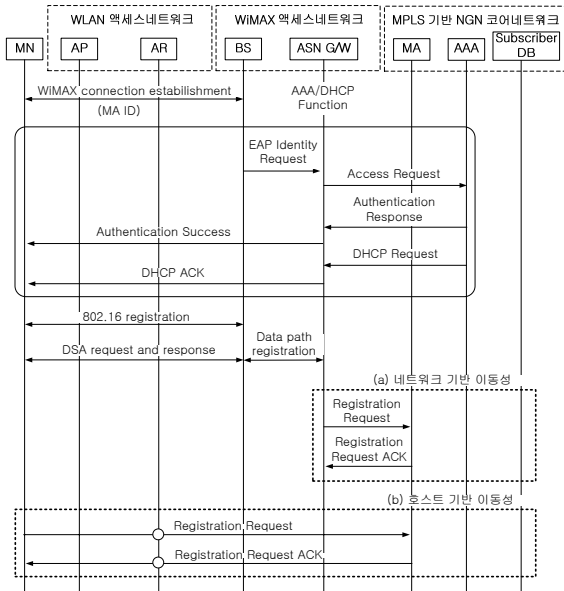 WLAN 액세스네트워크
WiMAX 액세스네트워크
MPLS 기반 NGN 코어네트워크
MN
AP
AR
BS
ASN G/W
MA
AAA
Subscriber
DB
WiMAX connection estabilishment
(MA ID)
AAA/DHCP
Function
EAP Identity
Request
Access Request
Authentication
Response
Authentication Success
DHCP Request
DHCP ACK
802.16 registration
Data path
registration
DSA request and response
(a) 네트워크 기반 이동성
Registration
Request
Registration
Request ACK
(b) 호스트 기반 이동성
Registration Request
Registration Request ACK